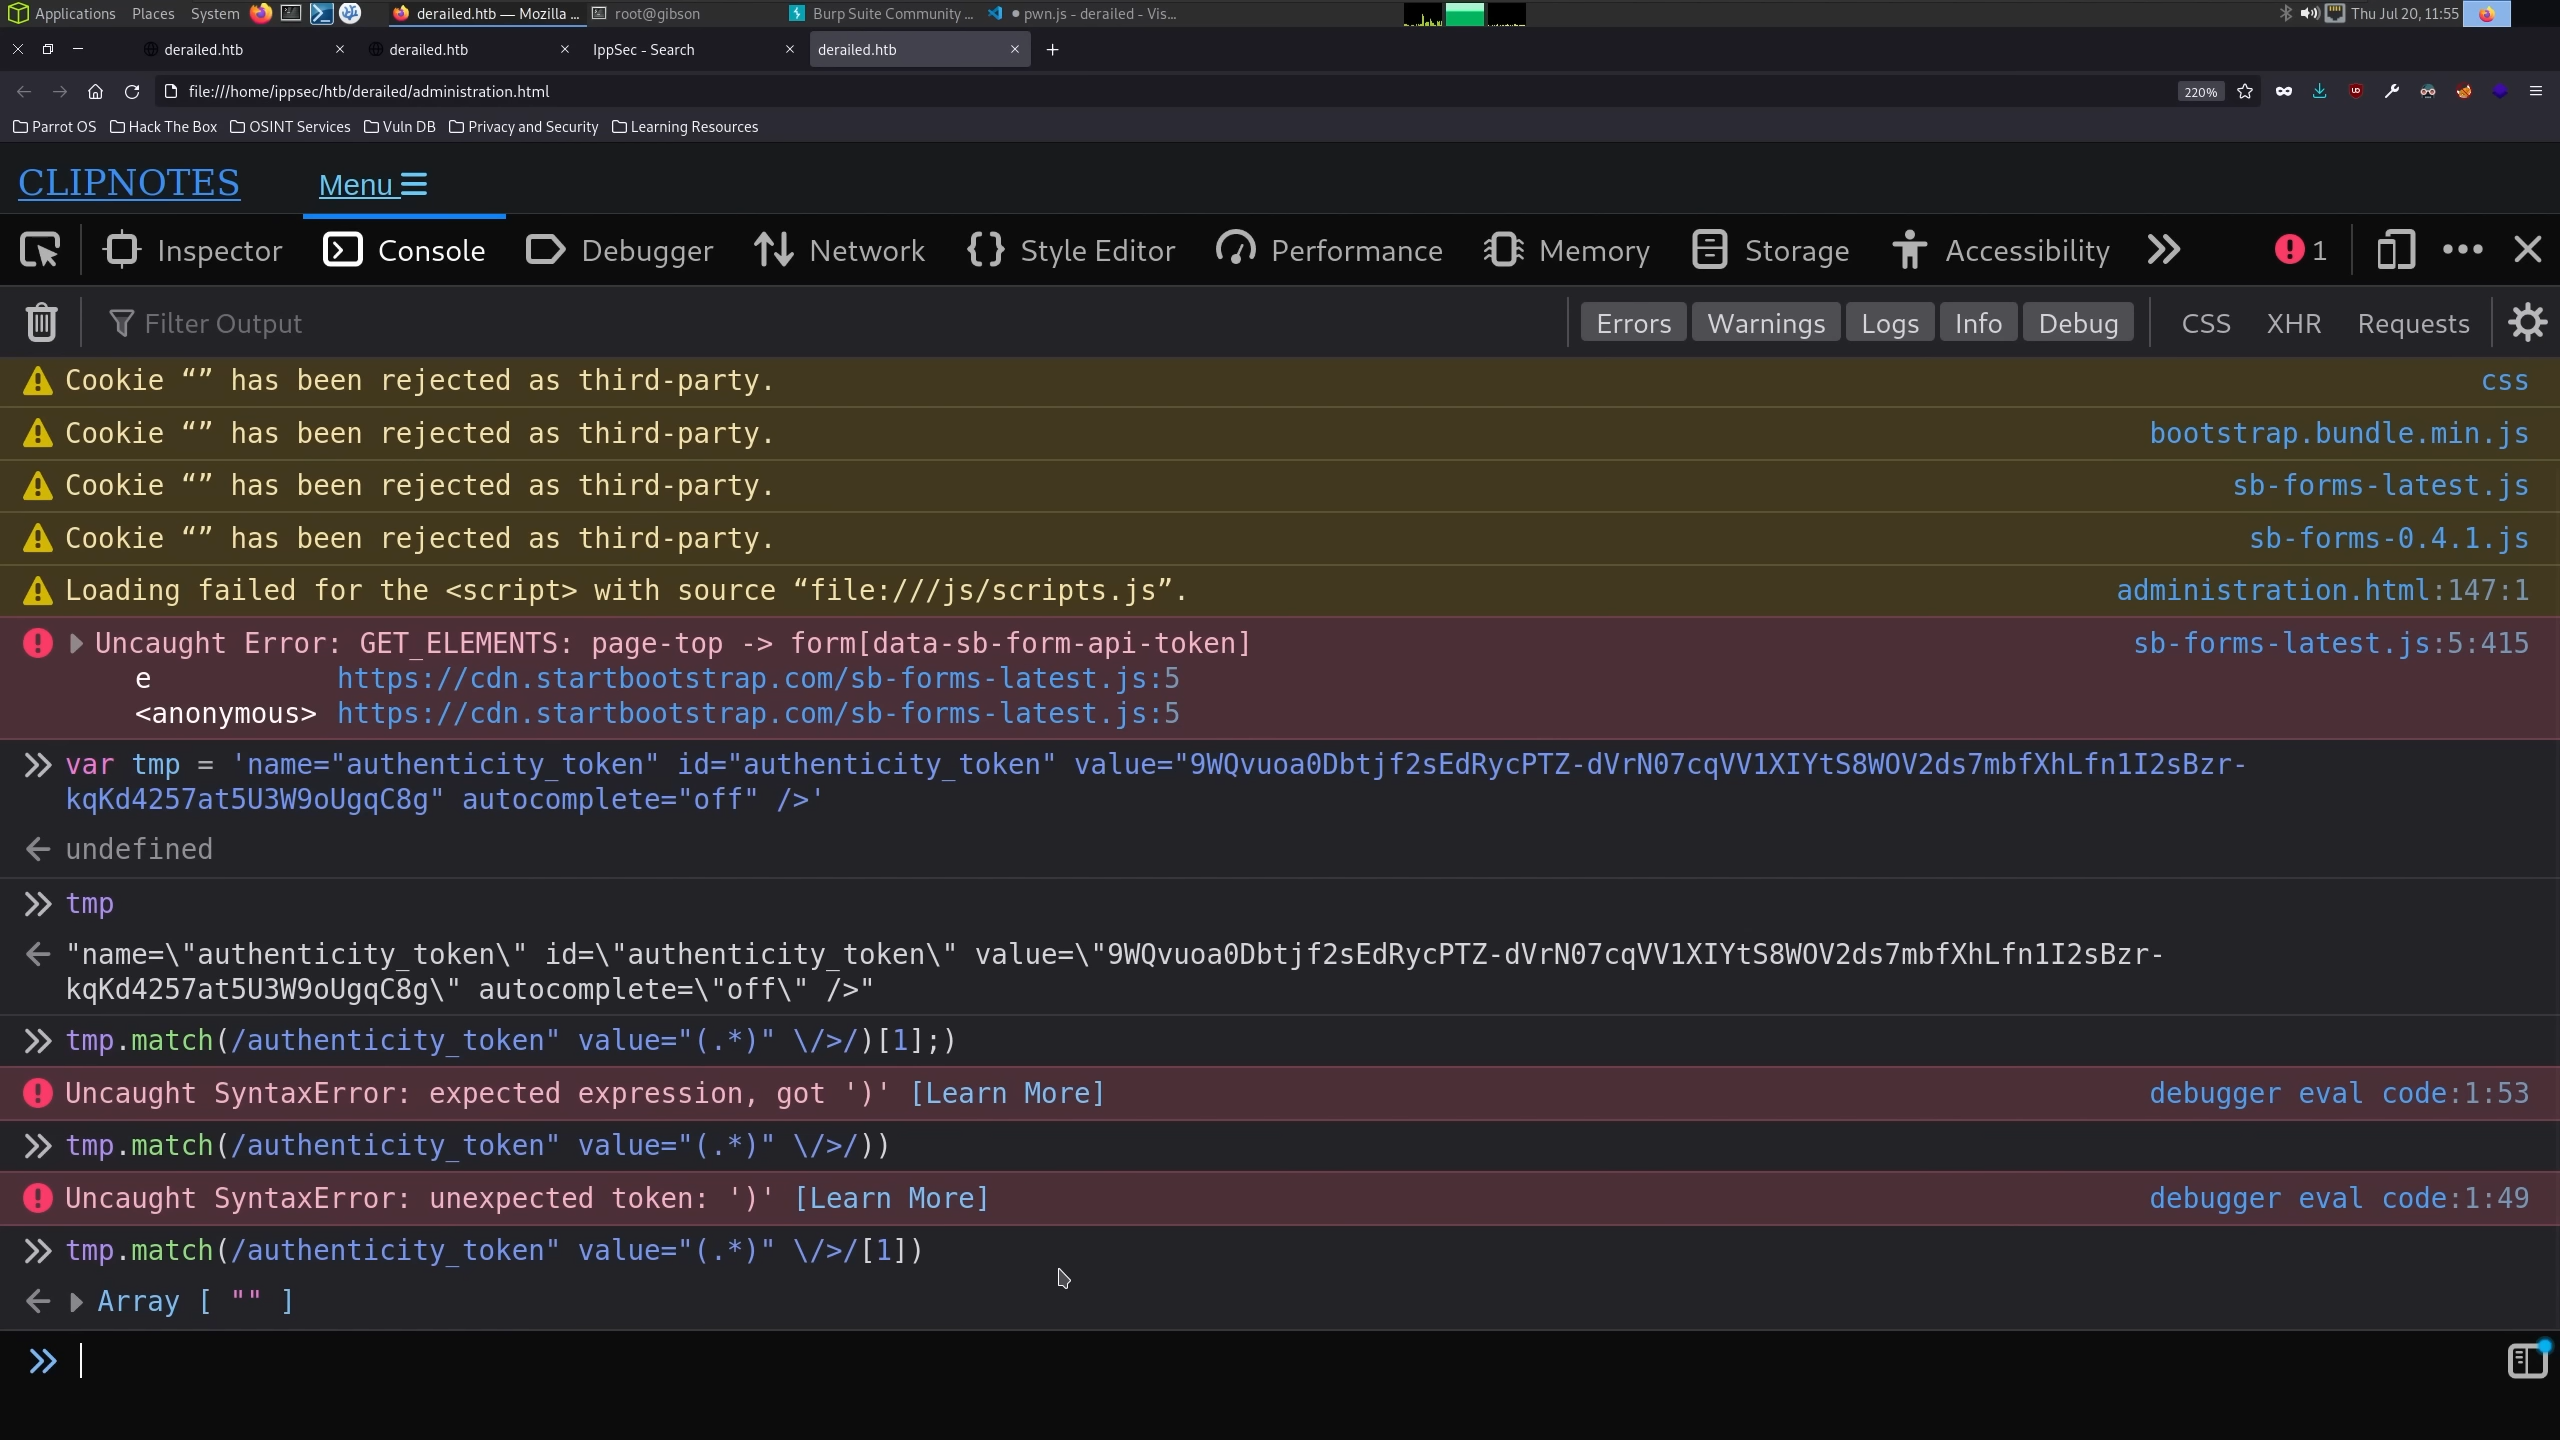 Applications Places System derailed.htb — Mozilla ... root@gibson Burp Suite Community ... • pwn.js - derailed - Vis... Thu Jul 20, 11:55
derailed.htb derailed.htb IppSec - Search derailed.htb
file:///home/ippsec/htb/derailed/administration.html 220%
Parrot OS Hack The Box OSINT Services Vuln DB Privacy and Security Learning Resources
CLIPNOTES Menu
Inspector Console Debugger Network Style Editor Performance Memory Storage Accessibility 1
Filter Output Errors Warnings Logs Info Debug CSS XHR Requests
Cookie “” has been rejected as third-party. css
Cookie “” has been rejected as third-party. bootstrap.bundle.min.js
Cookie “” has been rejected as third-party. sb-forms-latest.js
Cookie “” has been rejected as third-party. sb-forms-0.4.1.js
Loading failed for the <script> with source “file:///js/scripts.js”. administration.html:147:1
Uncaught Error: GET_ELEMENTS: page-top -> form[data-sb-form-api-token] sb-forms-latest.js:5:415
e https://cdn.startbootstrap.com/sb-forms-latest.js:5
<anonymous> https://cdn.startbootstrap.com/sb-forms-latest.js:5
var tmp = 'name="authenticity_token" id="authenticity_token" value="9WQvuoa0Dbtjf2sEdRycPTZ-dVrN07cqVV1XIYtS8WOV2ds7mbfXhLfn1I2sBzr-
kqKd4257at5U3W9oUgqC8g" autocomplete="off" />'
undefined
tmp
"name=\"authenticity_token\" id=\"authenticity_token\" value=\"9WQvuoa0Dbtjf2sEdRycPTZ-dVrN07cqVV1XIYtS8WOV2ds7mbfXhLfn1I2sBzr-
kqKd4257at5U3W9oUgqC8g\" autocomplete=\"off\" />"
tmp.match(/authenticity_token" value="(.*)" \/>/)[1];)
Uncaught SyntaxError: expected expression, got ')' [Learn More] debugger eval code:1:53
tmp.match(/authenticity_token" value="(.*)" \/>/))
Uncaught SyntaxError: unexpected token: ')' [Learn More] debugger eval code:1:49
tmp.match(/authenticity_token" value="(.*)" \/>/[1])
Array [ "" ]